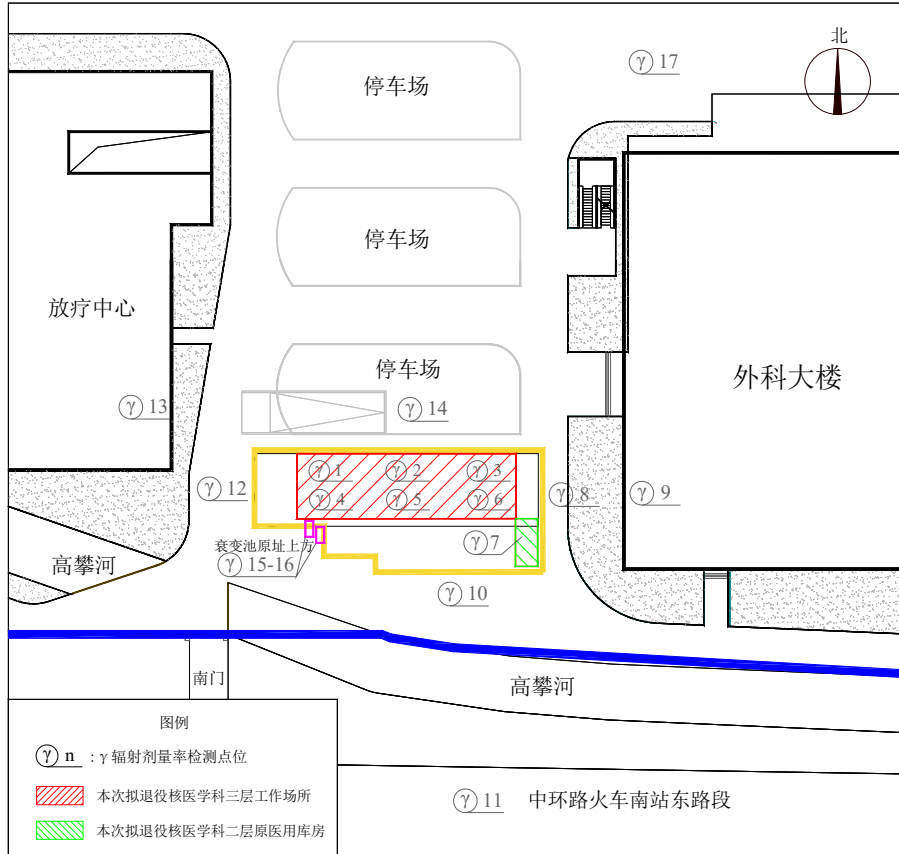 北
γ 17
停车场
停车场
放疗中心
停车场
外科大楼
γ 13
γ 14
γ 1
γ 2
γ 3
γ 4
γ 5
γ 6
γ 12
γ 8
γ 9
γ 7
衰变池原址上方
γ 15-16
高攀河
γ 10
南门
高攀河
图例
γ n ：γ 辐射剂量率检测点位
本次拟退役核医学科三层工作场所
本次拟退役核医学科二层原医用库房
γ 11 中环路火车南站东路段